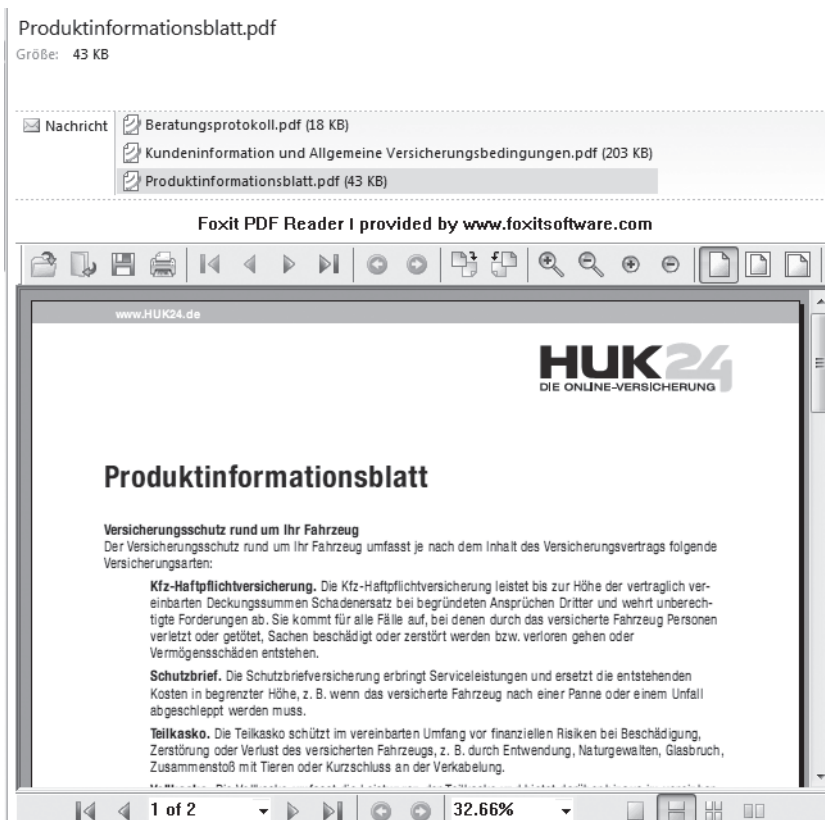 Produktinformationsblatt.pdf
Größe: 43 KB
Nachricht
Beratungsprotokoll.pdf (18 KB)
Kundeninformation und Allgemeine Versicherungsbedingungen.pdf (203 KB)
Produktinformationsblatt.pdf (43 KB)
Foxit PDF Reader | provided by www.foxitsoftware.com
www.HUK24.de
HUK24
DIE ONLINE-VERSICHERUNG
Produktinformationsblatt
Versicherungsschutz rund um Ihr Fahrzeug
Der Versicherungsschutz rund um Ihr Fahrzeug umfasst je nach dem Inhalt des Versicherungsvertrags folgende
Versicherungsarten:
Kfz-Haftpflichtversicherung. Die Kfz-Haftpflichtversicherung leistet bis zur Höhe der vertraglich ver-
einbarten Deckungssummen Schadenersatz bei begründeten Ansprüchen Dritter und wehrt unberech-
tigte Forderungen ab. Sie kommt für alle Fälle auf, bei denen durch das versicherte Fahrzeug Personen
verletzt oder getötet, Sachen beschädigt oder zerstört werden bzw. verloren gehen oder
Vermögensschäden entstehen.
Schutzbrief. Die Schutzbriefversicherung erbringt Serviceleistungen und ersetzt die entstehenden
Kosten in begrenzter Höhe, z. B. wenn das versicherte Fahrzeug nach einer Panne oder einem Unfall
abgeschleppt werden muss.
Teilkasko. Die Teilkasko schützt im vereinbarten Umfang vor finanziellen Risiken bei Beschädigung,
Zerstörung oder Verlust des versicherten Fahrzeugs, z. B. durch Entwendung, Naturgewalten, Glasbruch,
Zusammenstoß mit Tieren oder Kurzschluss an der Verkabelung.
1 of 2
32.66%